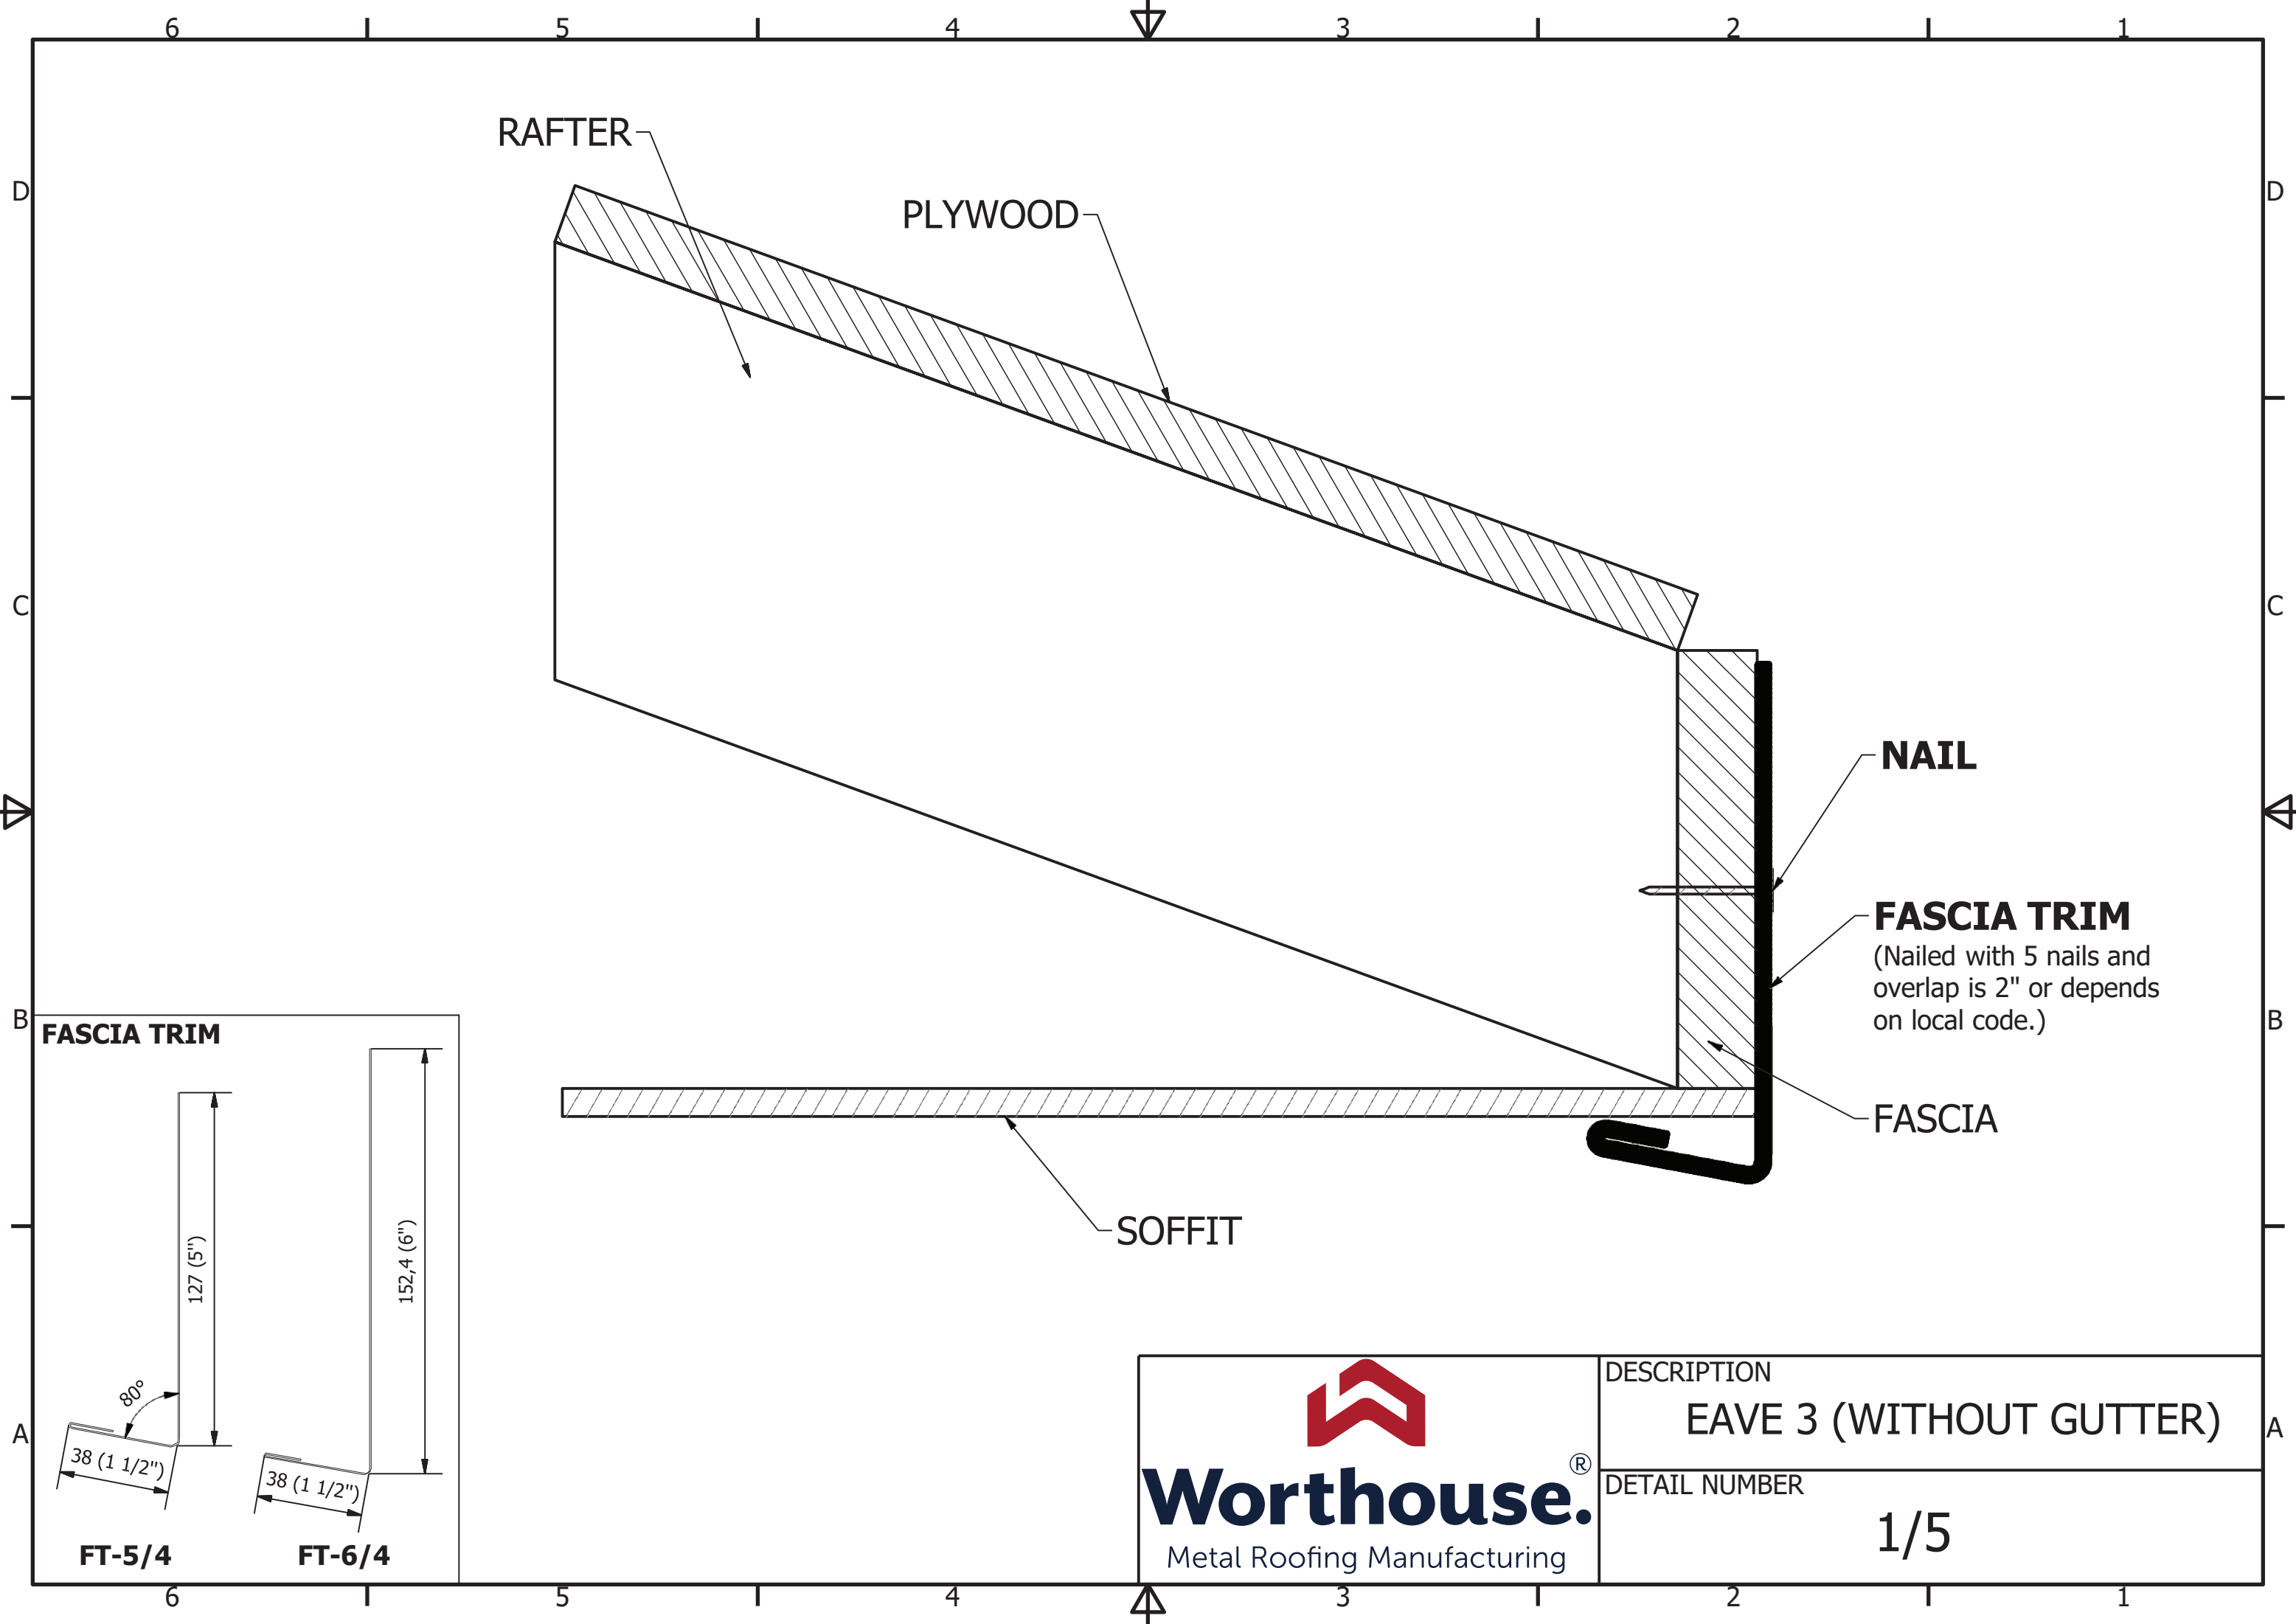 6 5 4 3 2 1
D D
C C
B B
A A
RAFTER
PLYWOOD
NAIL
FASCIA TRIM
(Nailed with 5 nails and
overlap is 2" or depends
on local code.)
FASCIA
SOFFIT
FASCIA TRIM
127 (5")
152,4 (6")
80°
38 (1 1/2")
38 (1 1/2")
FT-5/4
FT-6/4
Worthouse.®
Metal Roofing Manufacturing
DESCRIPTION
EAVE 3 (WITHOUT GUTTER)
DETAIL NUMBER
1/5
6 5 4 3 2 1